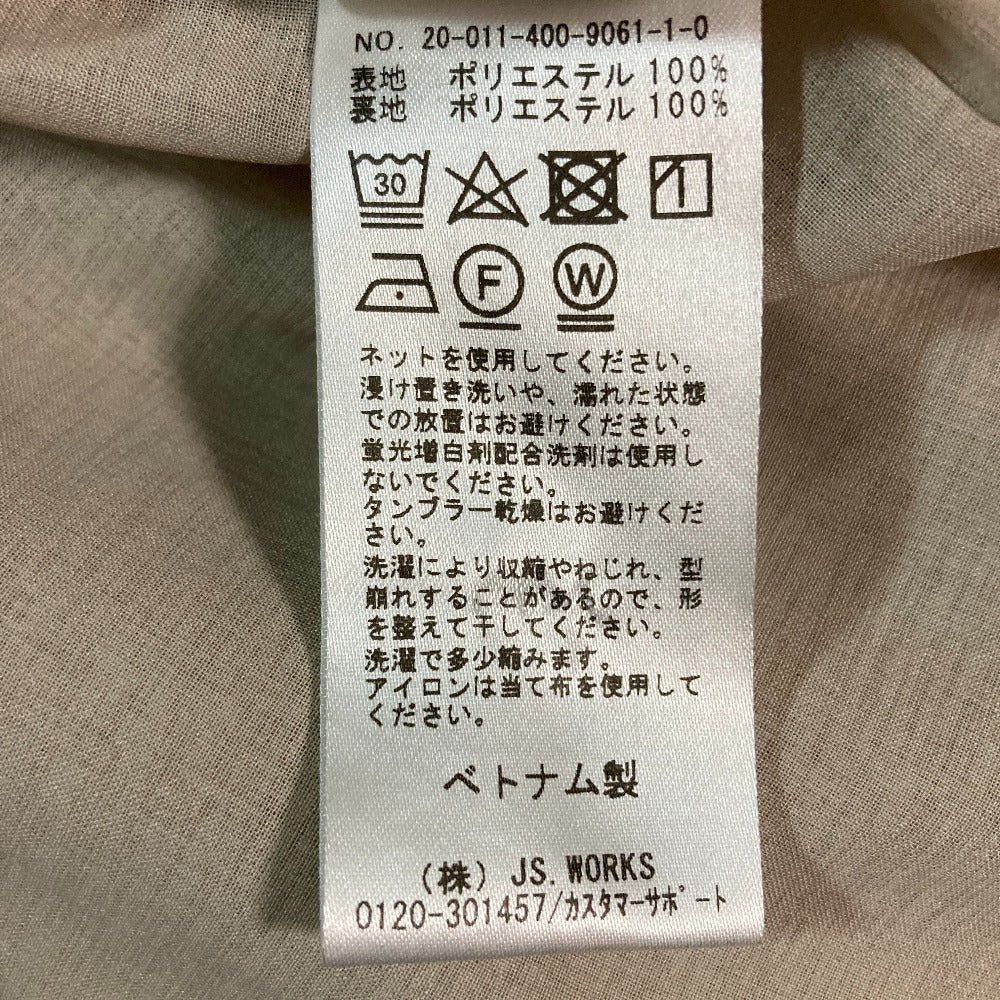 NO. 20-011-400-9061-1-0
表地 ポリエステル 100%
裏地 ポリエステル 100%
30
F
W
ネットを使用してください。
浸け置き洗いや、濡れた状態
での放置はお避けください。
蛍光増白剤配合洗剤は使用し
ないでください。
タンブラー乾燥はお避けくだ
さい。
洗濯により収縮やねじれ、型
崩れすることがあるので、形
を整えて干してください。
洗濯で多少縮みます。
アイロンは当て布を使用して
ください。
ベトナム製
(株) JS.WORKS
0120-301457/カスタマーサポート